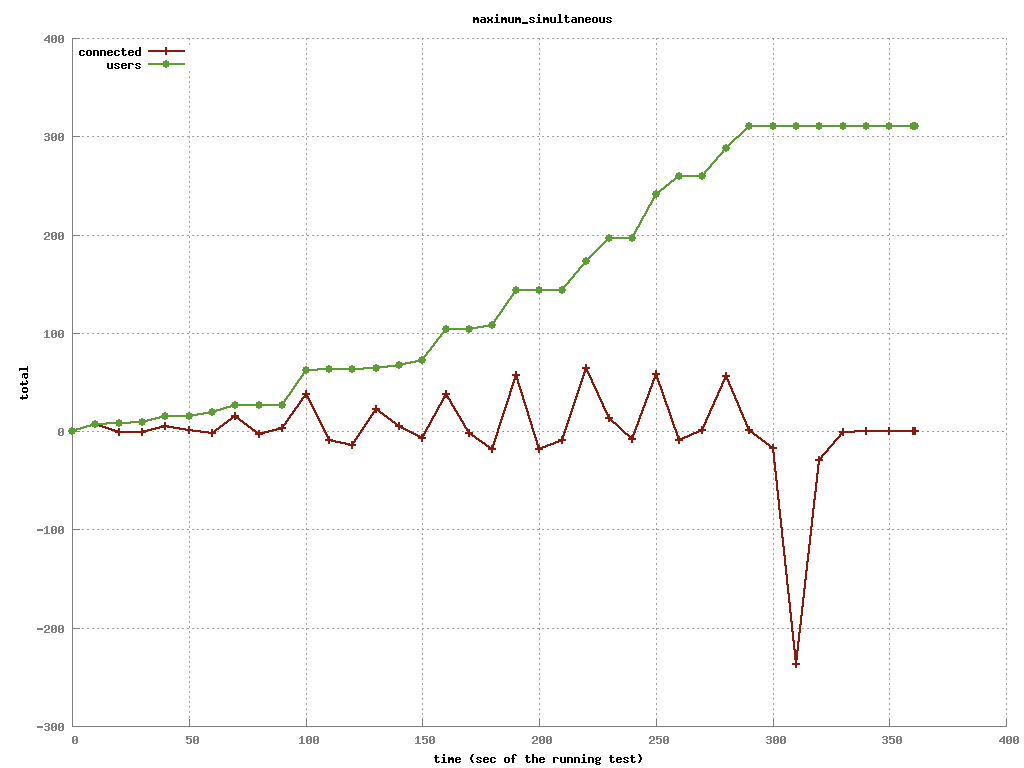 maximum_simultaneous
400
connected
users
300
200
100
total
0
-100
-200
-300
0 50 100 150 200 250 300 350 400
time (sec of the running test)